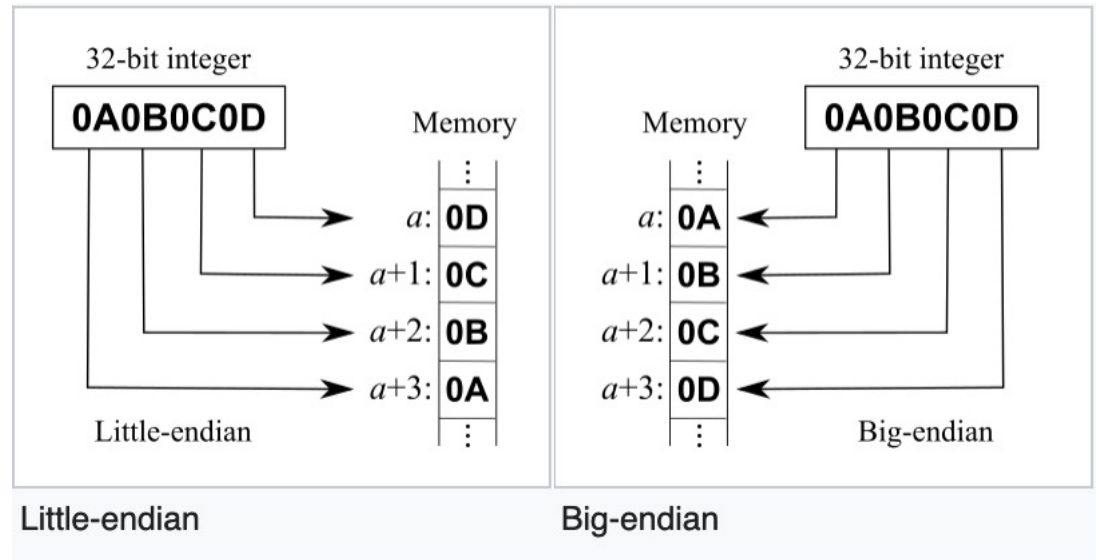 32-bit integer
0A0B0C0D
Memory
⋮
a: 0D
a+1: 0C
a+2: 0B
a+3: 0A
⋮
Little-endian
32-bit integer
0A0B0C0D
Memory
⋮
a: 0A
a+1: 0B
a+2: 0C
a+3: 0D
⋮
Big-endian
Little-endian
Big-endian